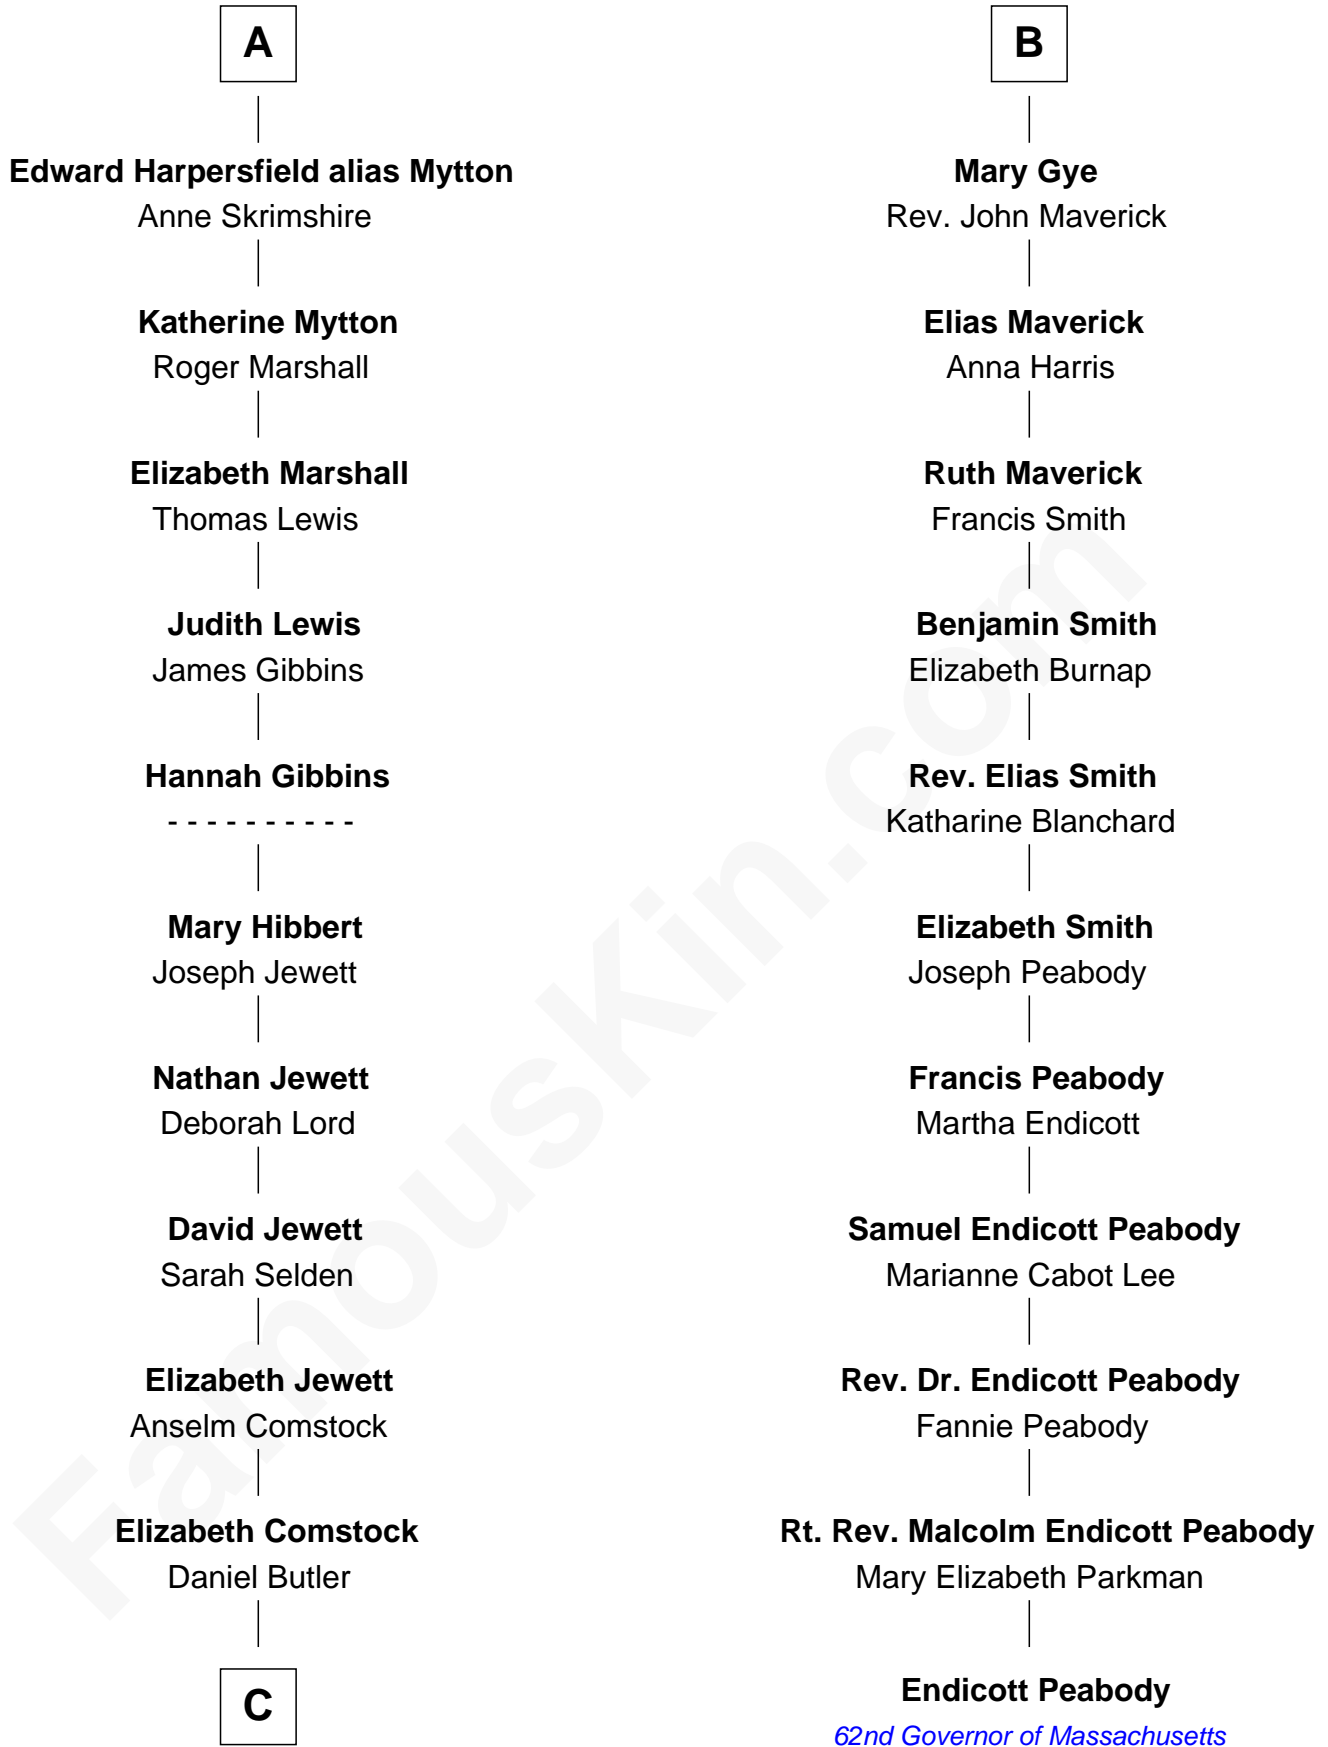 A
Edward Harpersfield alias Mytton
Anne Skrimshire
Katherine Mytton
Roger Marshall
Elizabeth Marshall
Thomas Lewis
Judith Lewis
James Gibbins
Hannah Gibbins
- - - - - - - - - -
Mary Hibbert
Joseph Jewett
Nathan Jewett
Deborah Lord
David Jewett
Sarah Selden
Elizabeth Jewett
Anselm Comstock
Elizabeth Comstock
Daniel Butler
C
B
Mary Gye
Rev. John Maverick
Elias Maverick
Anna Harris
Ruth Maverick
Francis Smith
Benjamin Smith
Elizabeth Burnap
Rev. Elias Smith
Katharine Blanchard
Elizabeth Smith
Joseph Peabody
Francis Peabody
Martha Endicott
Samuel Endicott Peabody
Marianne Cabot Lee
Rev. Dr. Endicott Peabody
Fannie Peabody
Rt. Rev. Malcolm Endicott Peabody
Mary Elizabeth Parkman
Endicott Peabody
62nd Governor of Massachusetts
FamousKin.com